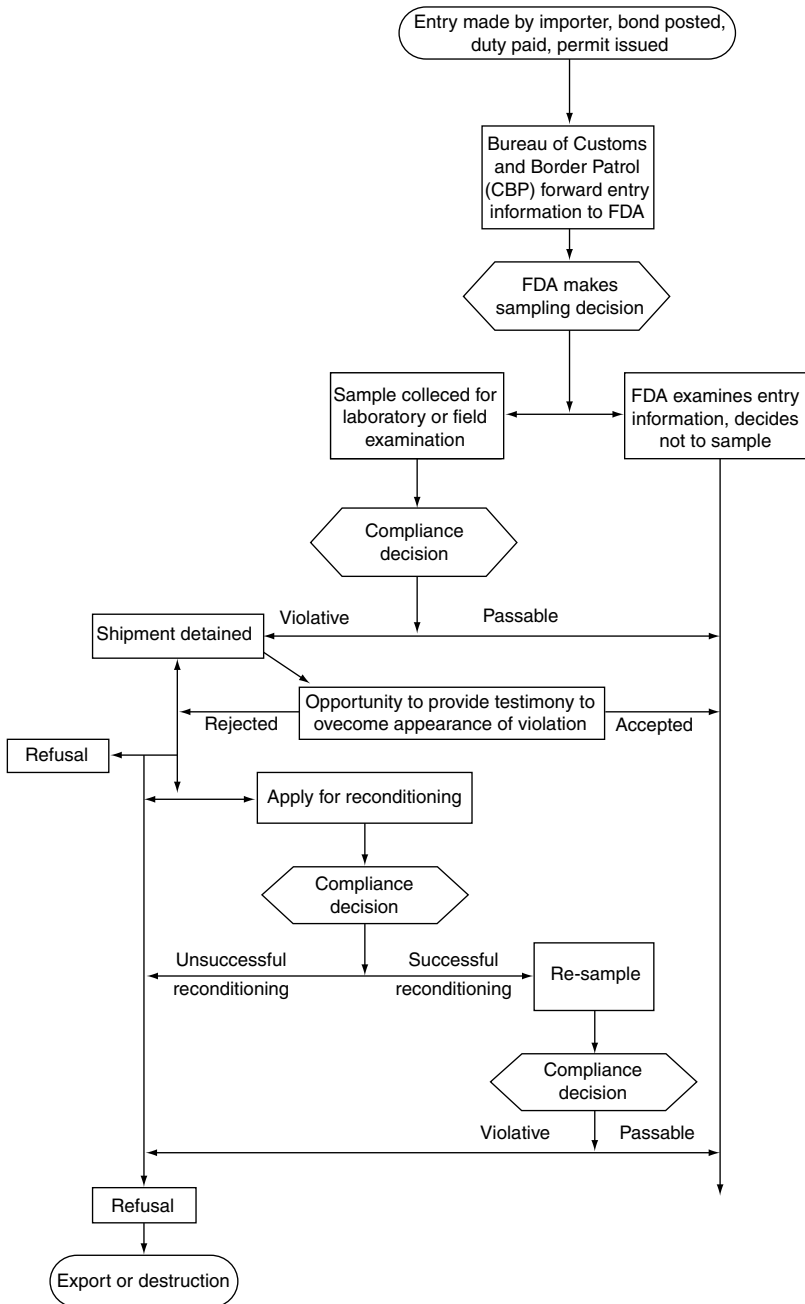 Entry made by importer, bond posted,
duty paid, permit issued
Bureau of Customs
and Border Patrol
(CBP) forward entry
information to FDA
FDA makes
sampling decision
Sample colleced for
laboratory or field
examination
FDA examines entry
information, decides
not to sample
Compliance
decision
Violative
Passable
Shipment detained
Opportunity to provide testimony to
ovecome appearance of violation
Rejected
Accepted
Refusal
Apply for reconditioning
Compliance
decision
Unsuccessful
reconditioning
Successful
reconditioning
Re-sample
Compliance
decision
Violative
Passable
Refusal
Export or destruction